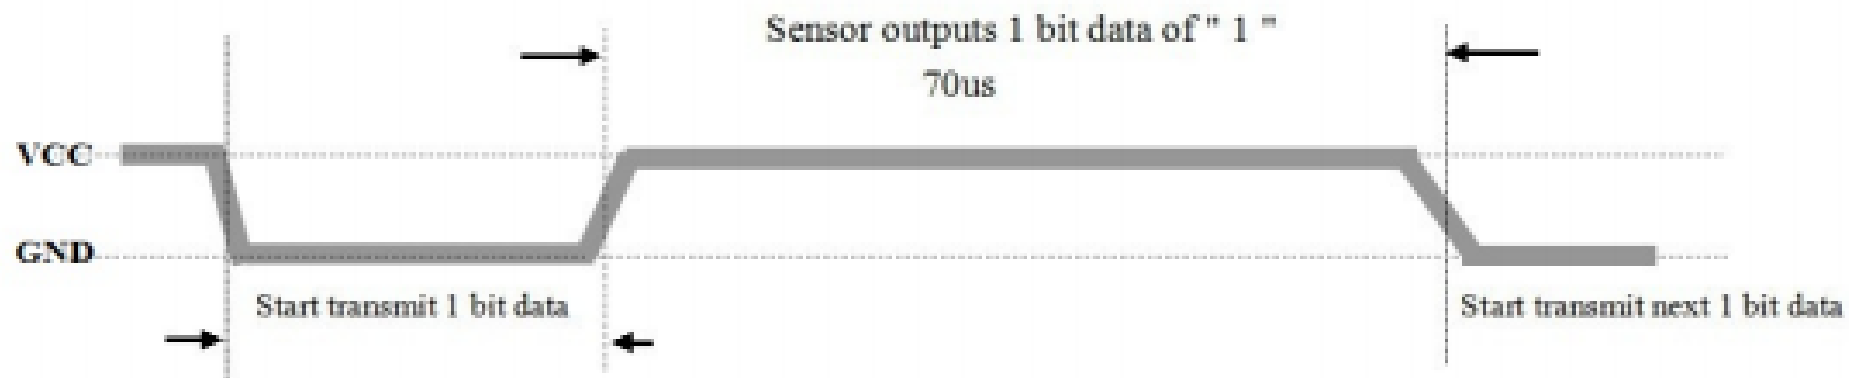 Sensor outputs 1 bit data of " 1 "
70us
VCC
GND
Start transmit 1 bit data
Start transmit next 1 bit data